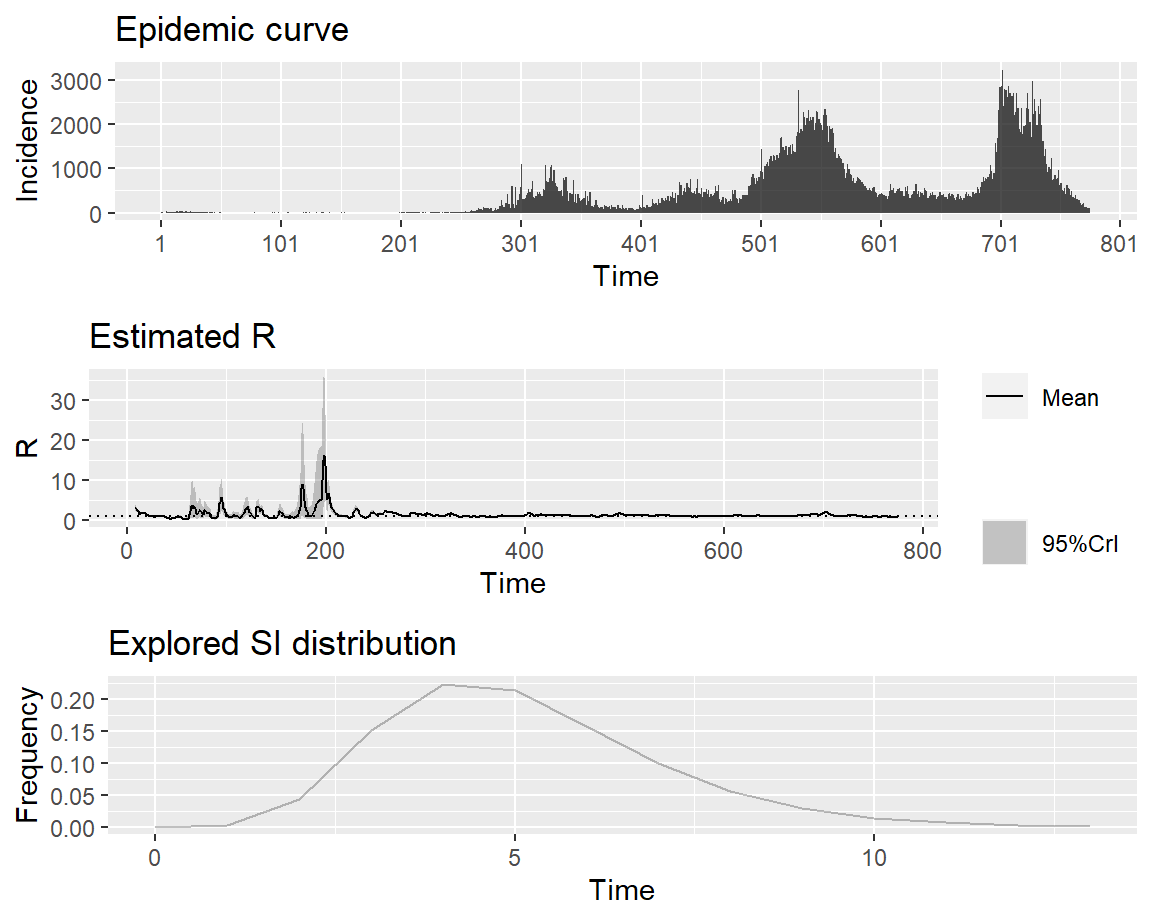 Epidemic curve
Incidence
3000
2000
1000
0
1 101 201 301 401 501 601 701 801
Time
Estimated R
R
30
20
10
0
0 200 400 600 800
Time
Mean
95%CrI
Explored SI distribution
Frequency
0.20
0.15
0.10
0.05
0.00
0 5 10
Time